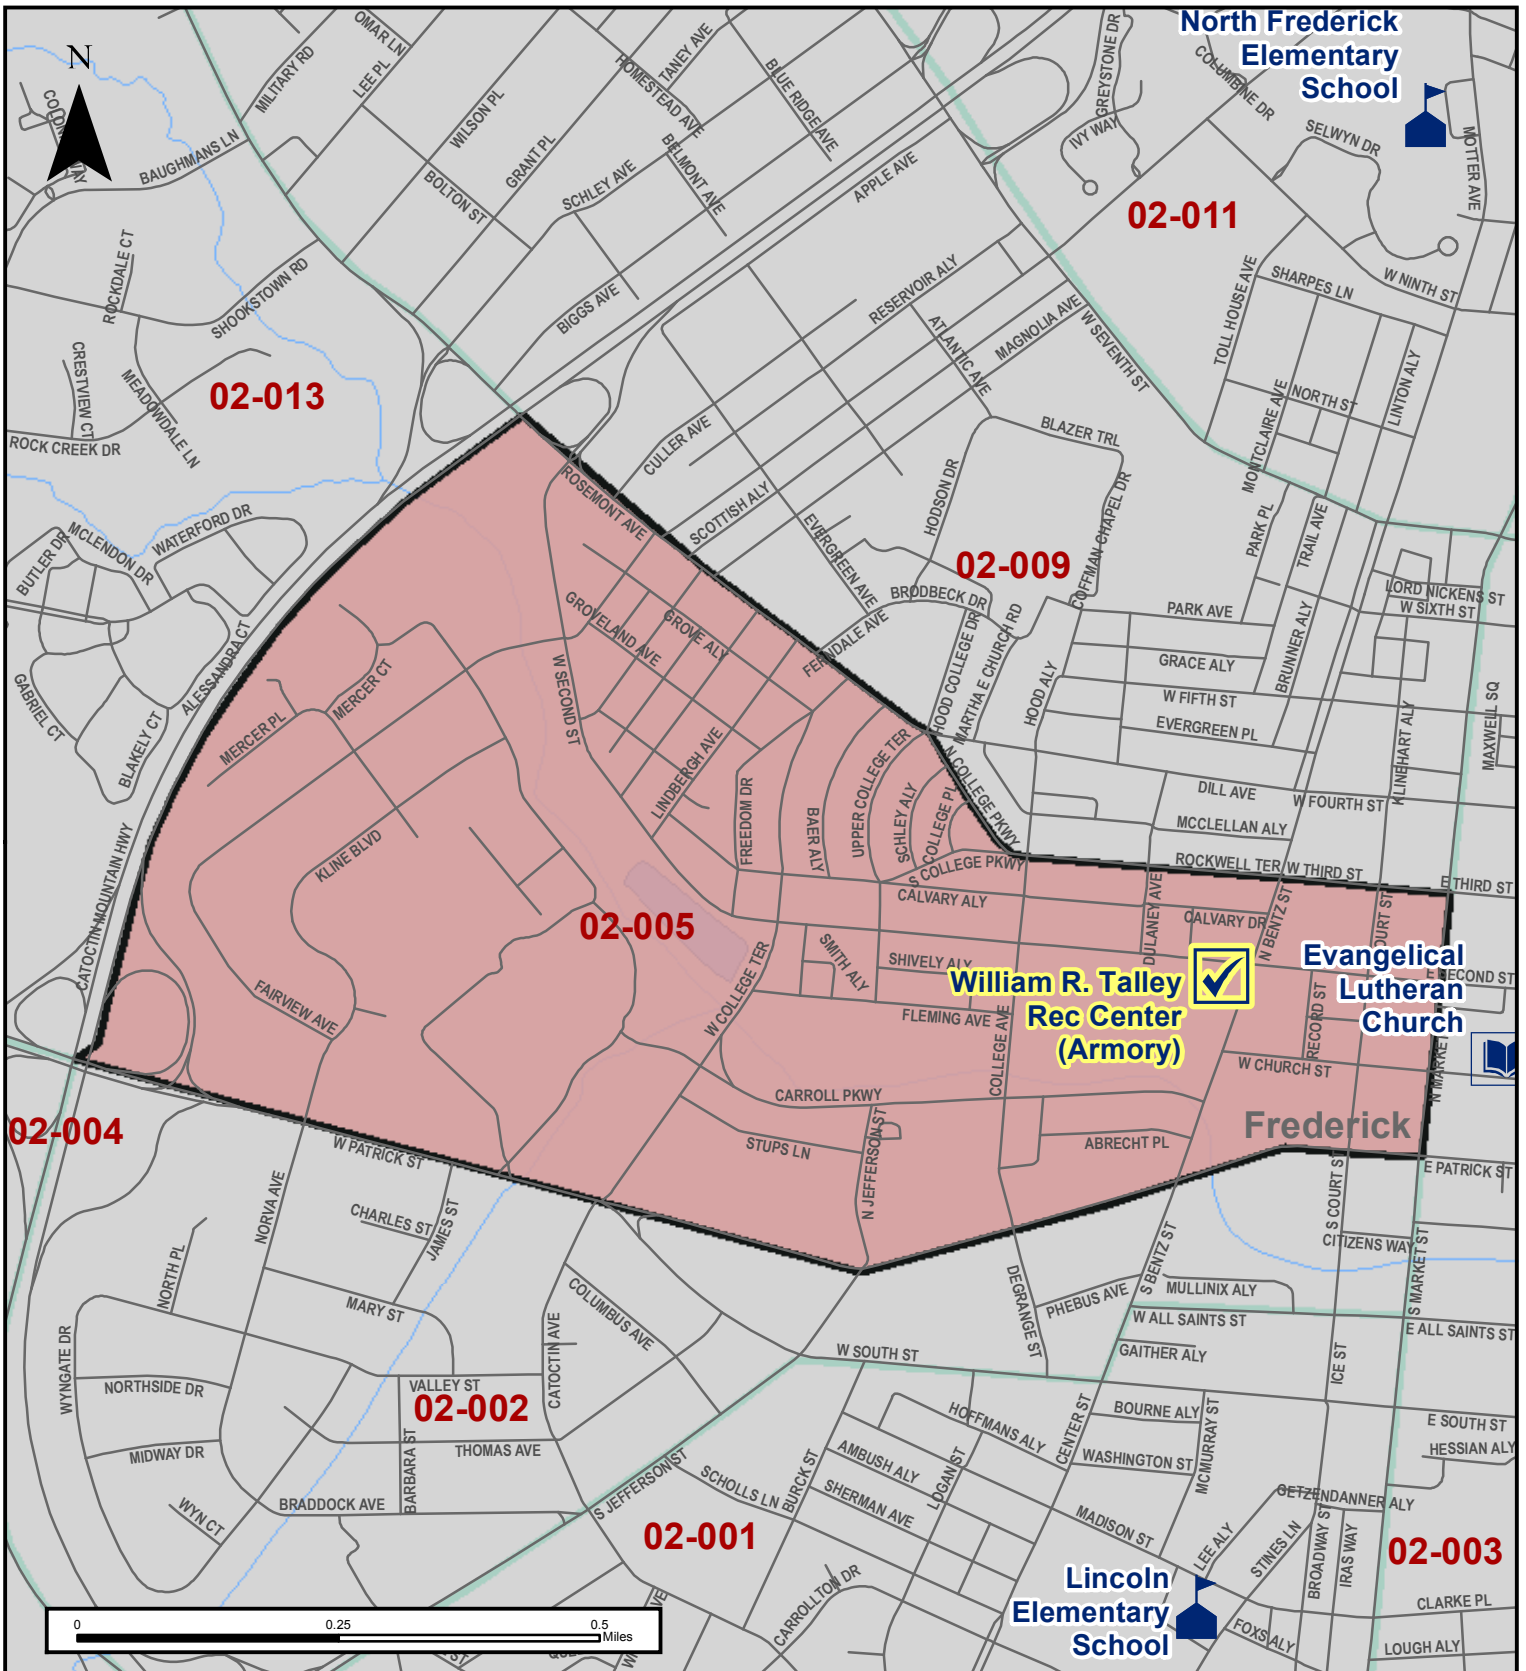 North Frederick
Elementary
School
N
OMAR LN
MILITARY RD
LEE PL
TANEY AVE
HOMESTEAD AVE
BLUE RIDGE AVE
GREYSTONE DR
COLUMBINE DR
IVY WAY
SELWYN DR
MOTTER AVE
BAUGHMANS LN
WILSON PL
GRANT PL
BOLTON ST
SCHLEY AVE
BELMONT AVE
APPLE AVE
02-011
ROCKDALE CT
SHOOKSTOWN RD
BIGGS AVE
RESERVOIR ALY
ATLANTIC AVE
MAGNOLIA AVE
W SEVENTH ST
TOLL HOUSE AVE
SHARPES LN
W NINTH ST
CRESTVIEW CT
MEADOWDALE LN
02-013
ROCK CREEK DR
CULLER AVE
BLAZER TRL
MONTCLAIRE AVE
NORTH ST
LINTON ALY
ROSEMONT AVE
SCOTTISH ALY
HODSON DR
COFFMAN CHAPEL DR
PARK PL
TRAIL AVE
BUTLER DR
MCLENDON DR
WATERFORD DR
EVERGREEN AVE
02-009
BRODBECK DR
FERNDALE AVE
PARK AVE
LORD NICKENS ST
W SIXTH ST
GROVELAND AVE
GROVE ALY
HOOD COLLEGE DR
MARTHA E CHURCH RD
HOOD ALY
GRACE ALY
BRUNNER ALY
W FIFTH ST
EVERGREEN PL
GABRIEL CT
ALESSANDRA CT
BLAKELY CT
MERCER CT
MERCER PL
W SECOND ST
LINDBERGH AVE
KLINEHART ALY
MAXWELL SQ
N COLLEGE PKWY
DILL AVE
W FOURTH ST
MCCLELLAN ALY
FREEDOM DR
BAER ALY
UPPER COLLEGE TER
SCHLEY ALY
COLLEGE PL
KLINE BLVD
CATOCTIN MOUNTAIN HWY
S COLLEGE PKWY
ROCKWELL TER
W THIRD ST
E THIRD ST
CALVARY ALY
DULANEY AVE
CALVARY DR
N BENTZ ST
02-005
SMITH ALY
SHIVELY ALY
W COLLEGE TER
FAIRVIEW AVE
FLEMING AVE
COLLEGE AVE
William R. Talley
Rec Center
(Armory)
Evangelical
Lutheran
Church
RECORD ST
W CHURCH ST
CARROLL PKWY
02-004
W PATRICK ST
STUPS LN
N JEFFERSON ST
ABRECHT PL
Frederick
E PATRICK ST
NORVA AVE
CHARLES ST
JAMES ST
S COURT ST
CITIZENS WAY
S MARKET ST
NORTH PL
MARY ST
COLUMBUS AVE
CATOCTIN AVE
DEGRANGE ST
PHEBUS AVE
S BENTZ ST
MULLINIX ALY
W ALL SAINTS ST
E ALL SAINTS ST
WYNGATE DR
NORTHSIDE DR
VALLEY ST
02-002
W SOUTH ST
GAITHER ALY
ICE ST
MIDWAY DR
BARBARA ST
THOMAS AVE
HOFFMANS ALY
CENTER ST
BOURNE ALY
MCMURRAY ST
E SOUTH ST
HESSIAN ALY
WYN CT
BRADDOCK AVE
S JEFFERSON ST
SCHOLLS LN
BURCK ST
AMBUSH ALY
SHERMAN AVE
LOGAN ST
WASHINGTON ST
GETZENDANNER ALY
MADISON ST
LEE ALY
STINES LN
BROADWAY ST
IRAS WAY
02-001
02-003
CARROLLTON DR
Lincoln
Elementary
School
FOXS ALY
CLARKE PL
LOUGH ALY
0
0.25
0.5
Miles